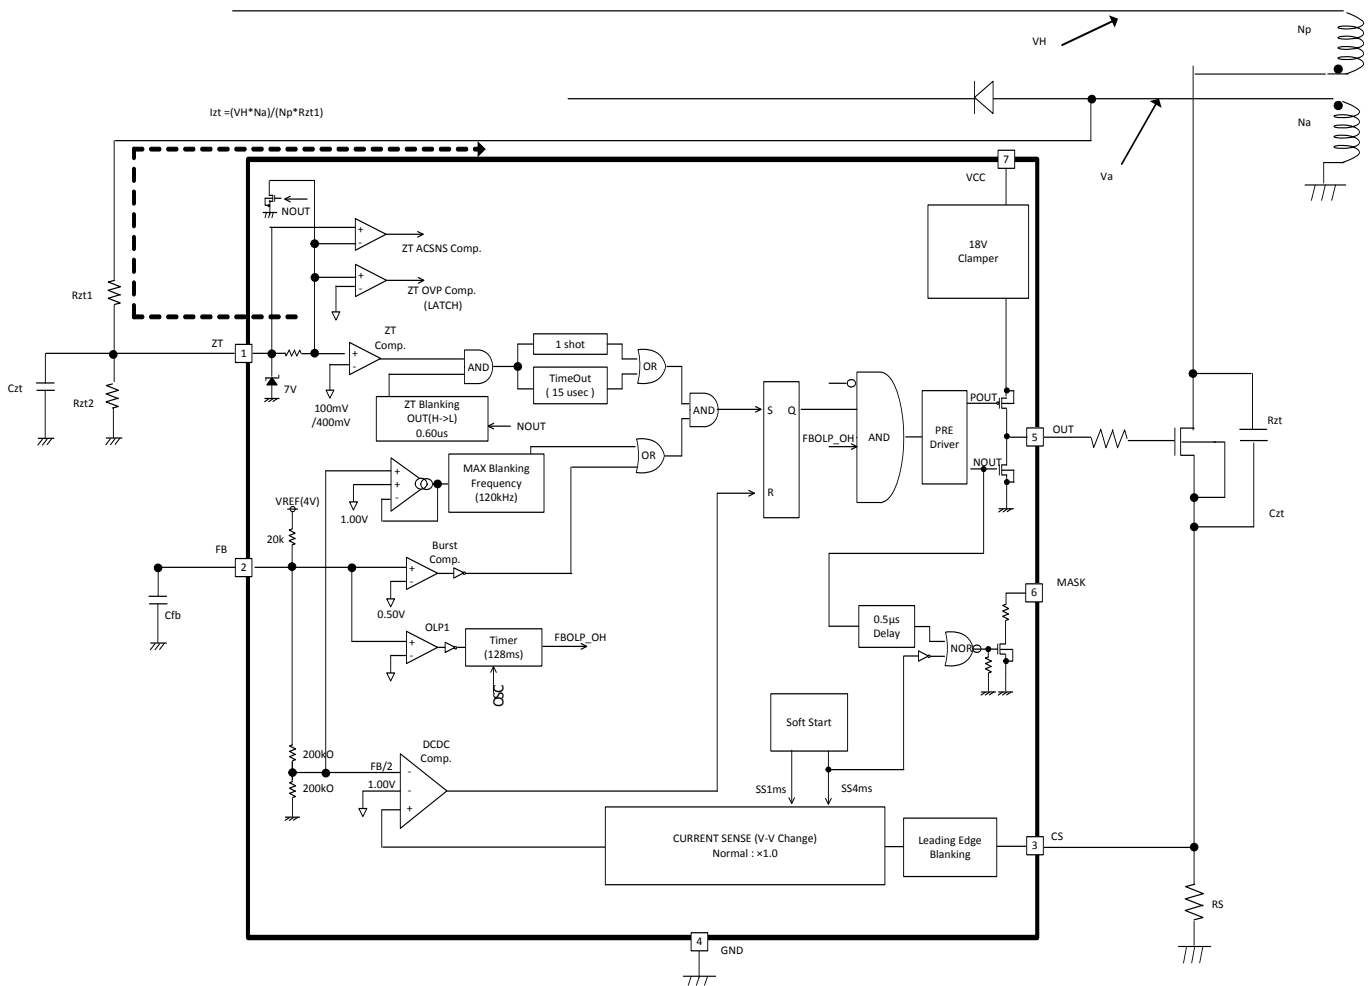 VH
Np
Izt =(VH*Na)/(Np*Rzt1)
Na
Va
7
VCC
NOUT
18V
Clamper
+
-
ZT ACSNS Comp.
+
-
ZT OVP Comp.
(LATCH)
Rzt1
ZT
1
ZT
Comp.
+
-
1 shot
OR
AND
TimeOut
( 15 usec )
7V
100mV
/400mV
Czt
Rzt2
ZT Blanking
OUT(H->L)
0.60us
NOUT
AND
S
Q
R
FBOLP_OH
AND
PRE
Driver
POUT
NOUT
5
OUT
Rzt
Czt
OR
+
+
-
1.00V
MAX Blanking
Frequency
(120kHz)
VREF(4V)
20k
FB
2
Cfb
Burst
Comp.
+
-
0.50V
OLP1
+
-
Timer
(128ms)
FBOLP_OH
OSC
6
MASK
0.5μs
Delay
NOR
Soft Start
SS1ms
SS4ms
200kO
200kO
FB/2
1.00V
DCDC
Comp.
-
-
+
CURRENT SENSE (V-V Change)
Normal : ×1.0
Leading Edge
Blanking
3
CS
RS
4
GND